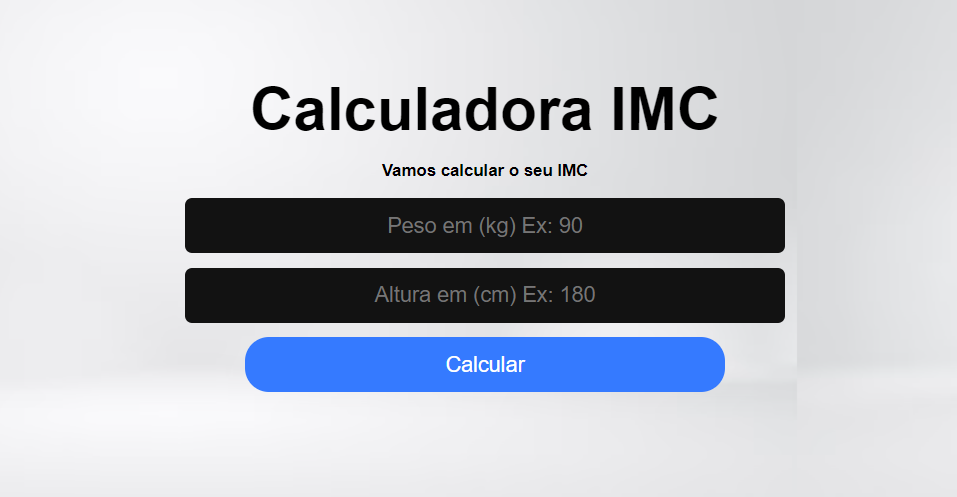 Calculadora IMC
Vamos calcular o seu IMC
Peso em (kg) Ex: 90
Altura em (cm) Ex: 180
Calcular